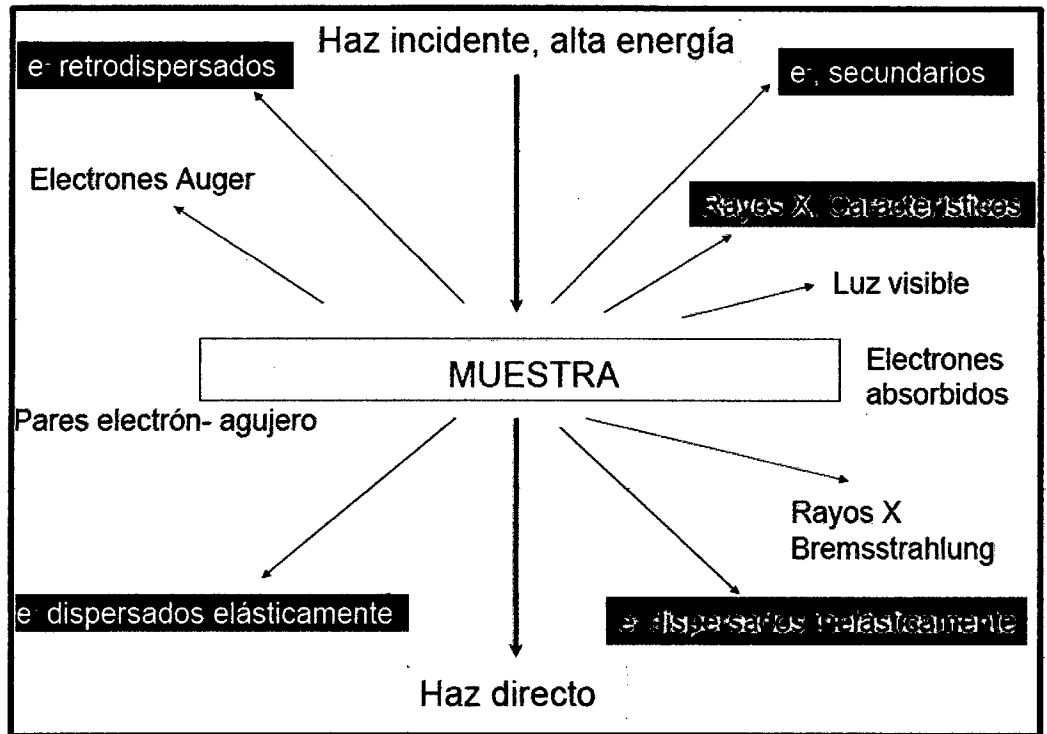 Haz incidente, alta energía
e- retrodispersados
e-, secundarios
Electrones Auger
Rayos X Característicos
Luz visible
MUESTRA
Electrones
absorbidos
Pares electrón- agujero
Rayos X
Bremsstrahlung
e- dispersados elásticamente
e- dispersados inelásticamente
Haz directo